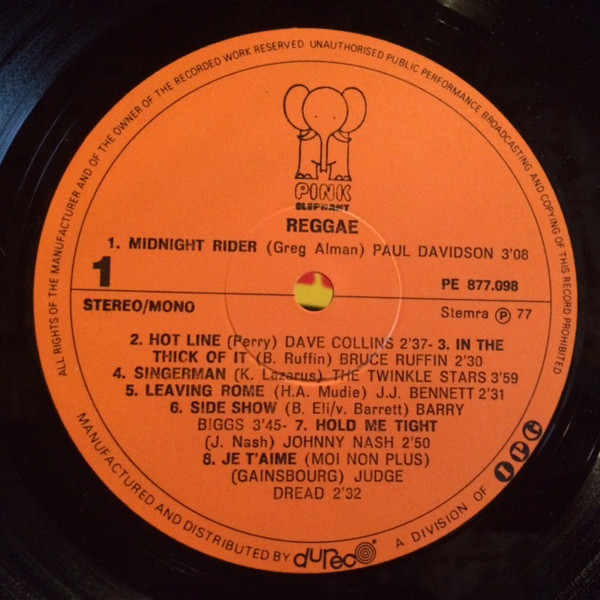 ALL RIGHTS OF THE MANUFACTURER AND OF THE OWNER OF THE RECORDED WORK RESERVED. UNAUTHORISED PUBLIC PERFORMANCE BROADCASTING AND COPYING OF THIS RECORD PROHIBITED
PINK
ELEPHANT
REGGAE
1. MIDNIGHT RIDER (Greg Alman) PAUL DAVIDSON 3'08
1
PE 877.098
STEREO/MONO
Stemra Ⓟ 77
2. HOT LINE (Perry) DAVE COLLINS 2'37- 3. IN THE
THICK OF IT (B. Ruffin) BRUCE RUFFIN 2'30
4. SINGERMAN (K. Lazarus) THE TWINKLE STARS 3'59
5. LEAVING ROME (H.A. Mudie) J.J. BENNETT 2'31
6. SIDE SHOW (B. Eli/v. Barrett) BARRY
BIGGS 3'45- 7. HOLD ME TIGHT
(J. Nash) JOHNNY NASH 2'50
8. JE T'AIME (MOI NON PLUS)
(GAINSBOURG) JUDGE
DREAD 2'32
MANUFACTURED AND DISTRIBUTED BY dureco A DIVISION OF